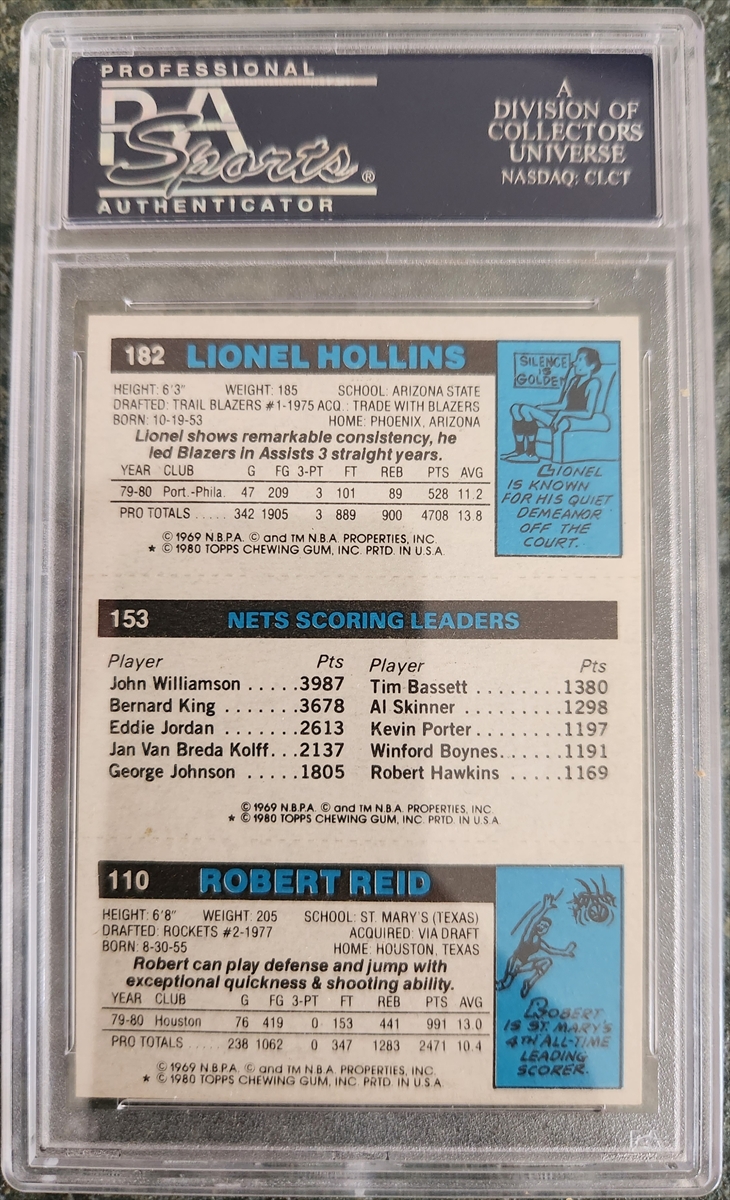 PROFESSIONAL
PSA
Sports®
AUTHENTICATOR
A
DIVISION OF
COLLECTORS
UNIVERSE
NASDAQ: CLCT
182 LIONEL HOLLINS
HEIGHT: 6'3" WEIGHT: 185 SCHOOL: ARIZONA STATE
DRAFTED: TRAIL BLAZERS #1-1975 ACQ.: TRADE WITH BLAZERS
BORN: 10-19-53 HOME: PHOENIX, ARIZONA
Lionel shows remarkable consistency, he
led Blazers in Assists 3 straight years.
YEAR CLUB G FG 3-PT FT REB PTS AVG
79-80 Port.-Phila. 47 209 3 101 89 528 11.2
PRO TOTALS ..... 342 1905 3 889 900 4708 13.8
© 1969 N.B.P.A. © and TM N.B.A. PROPERTIES, INC.
★ © 1980 TOPPS CHEWING GUM, INC. PRTD. IN U.S.A.
SILENCE
IS
GOLDEN
LIONEL
IS KNOWN
FOR HIS QUIET
DEMEANOR
OFF THE
COURT.
153 NETS SCORING LEADERS
Player Pts Player Pts
John Williamson .....3987 Tim Bassett ........1380
Bernard King .......3678 Al Skinner .........1298
Eddie Jordan .......2613 Kevin Porter........1197
Jan Van Breda Kolff...2137 Winford Boynes......1191
George Johnson .....1805 Robert Hawkins .....1169
© 1969 N.B.P.A. © and TM N.B.A. PROPERTIES, INC.
★ © 1980 TOPPS CHEWING GUM, INC. PRTD. IN U.S.A.
110 ROBERT REID
HEIGHT: 6'8" WEIGHT: 205 SCHOOL: ST. MARY'S (TEXAS)
DRAFTED: ROCKETS #2-1977 ACQUIRED: VIA DRAFT
BORN: 8-30-55 HOME: HOUSTON, TEXAS
Robert can play defense and jump with
exceptional quickness & shooting ability.
YEAR CLUB G FG 3-PT FT REB PTS AVG
79-80 Houston 76 419 0 153 441 991 13.0
PRO TOTALS ..... 238 1062 0 347 1283 2471 10.4
© 1969 N.B.P.A. © and TM N.B.A. PROPERTIES, INC.
★ © 1980 TOPPS CHEWING GUM, INC. PRTD. IN U.S.A.
ROBERT
IS ST. MARY'S
4TH ALL-TIME
LEADING
SCORER.